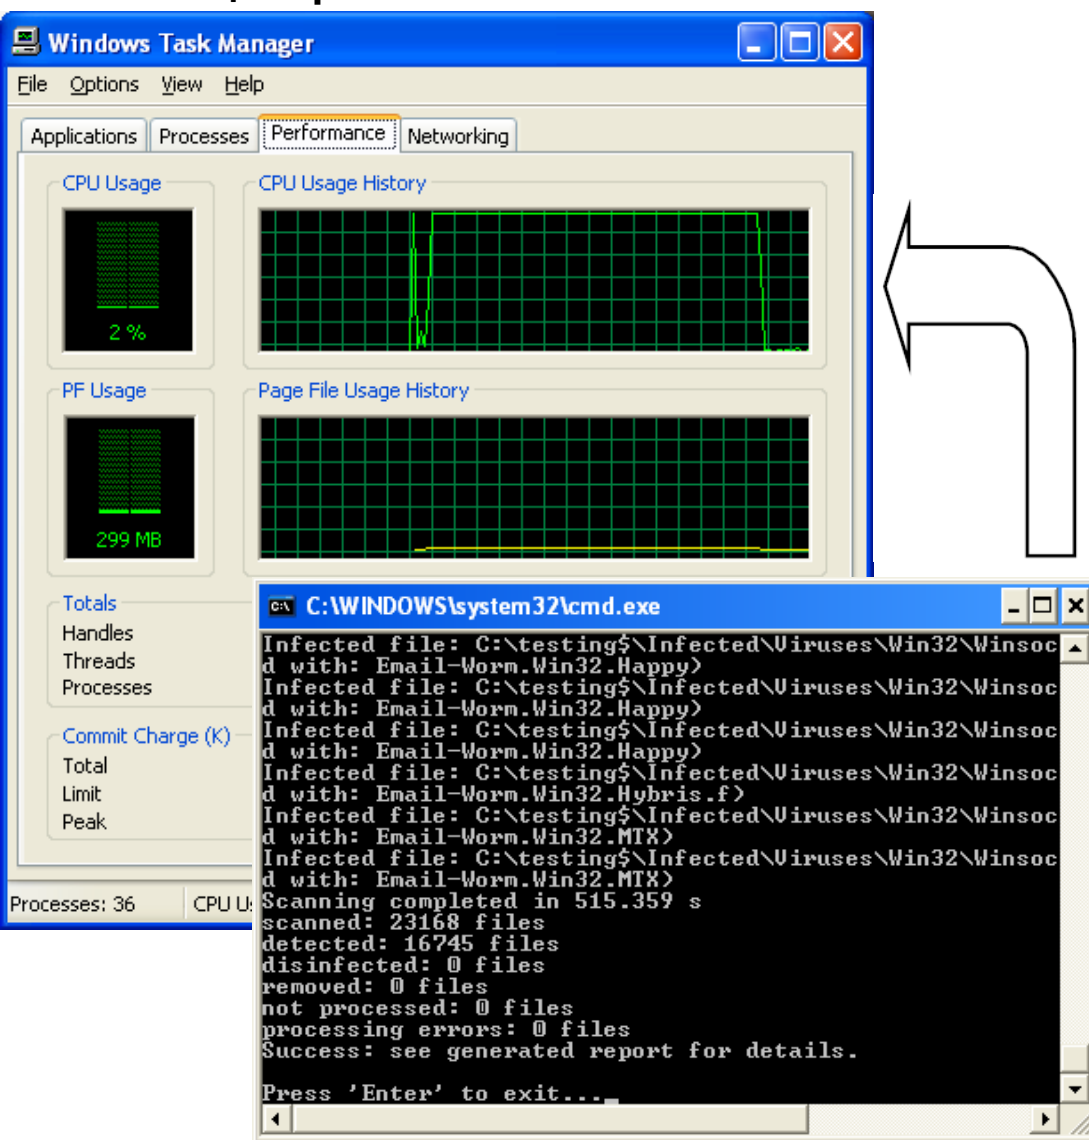 Windows Task Manager
File Options View Help
Applications Processes Performance Networking
CPU Usage CPU Usage History
2 %
PF Usage Page File Usage History
299 MB
Totals
Handles
Threads
Processes
Commit Charge (K)
Total
Limit
Peak
Processes: 36 CPU U
C:\WINDOWS\system32\cmd.exe
Infected file: C:\testing$\Infected\Viruses\Win32\Winsoc
d with: Email-Worm.Win32.Happy)
Infected file: C:\testing$\Infected\Viruses\Win32\Winsoc
d with: Email-Worm.Win32.Happy)
Infected file: C:\testing$\Infected\Viruses\Win32\Winsoc
d with: Email-Worm.Win32.Happy)
Infected file: C:\testing$\Infected\Viruses\Win32\Winsoc
d with: Email-Worm.Win32.Hybris.f)
Infected file: C:\testing$\Infected\Viruses\Win32\Winsoc
d with: Email-Worm.Win32.MTX)
Infected file: C:\testing$\Infected\Viruses\Win32\Winsoc
d with: Email-Worm.Win32.MTX)
Scanning completed in 515.359 s
scanned: 23168 files
detected: 16745 files
disinfected: 0 files
removed: 0 files
not processed: 0 files
processing errors: 0 files
Success: see generated report for details.
Press 'Enter' to exit..._